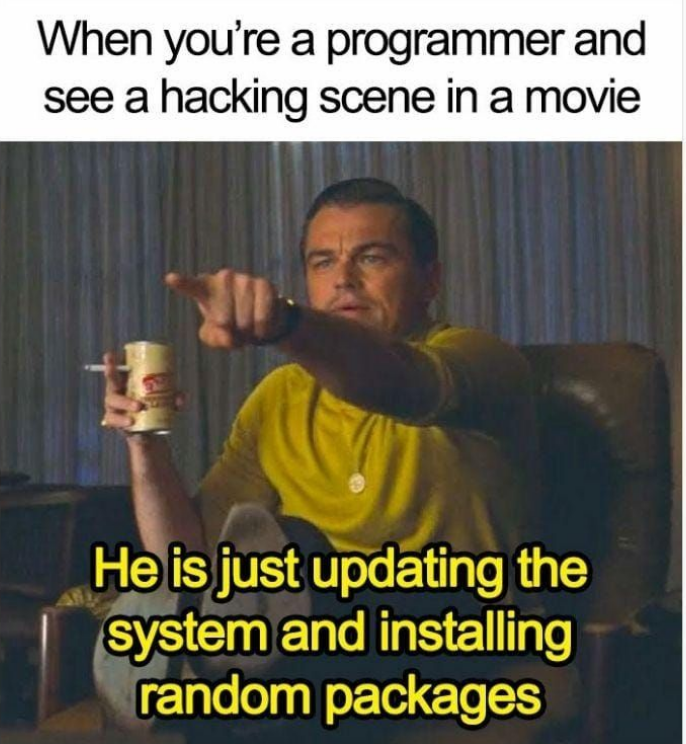 When you're a programmer and
see a hacking scene in a movie
He is just updating the
system and installing
random packages